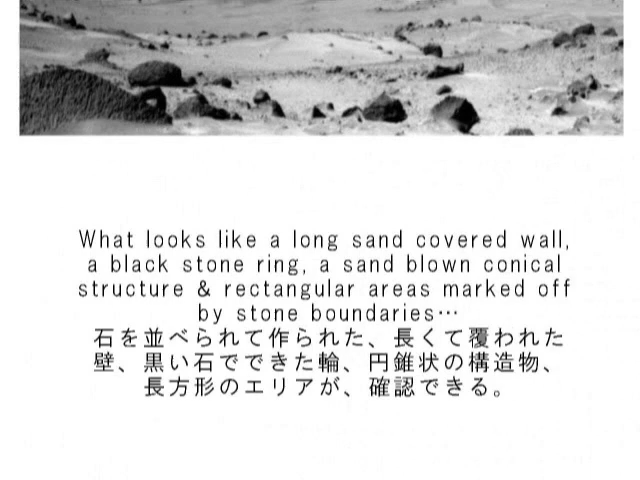 What looks like a long sand covered wall,
a black stone ring, a sand blown conical
structure & rectangular areas marked off
by stone boundaries…
石を並べられて作られた、長くて覆われた
壁、黒い石でできた輪、円錐状の構造物、
長方形のエリアが、確認できる。